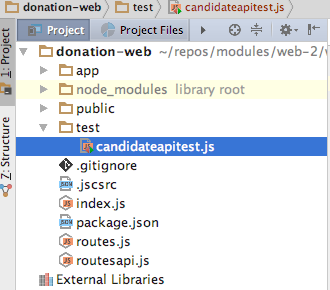 donation-web test candidateapitest.js
1: Project
Project Project Files
donation-web ~/repos/modules/web-2/
app
node_modules library root
public
test
candidateapitest.js
.gitignore
.jscsrc
index.js
package.json
routes.js
routesapi.js
External Libraries
Z: Structure